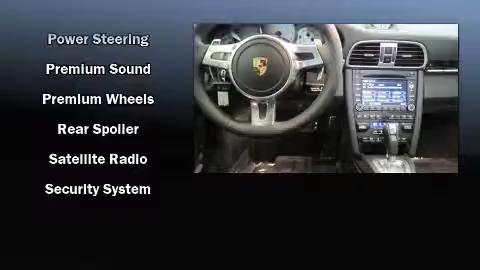 Power Steering
Premium Sound
Premium Wheels
Rear Spoiler
Satellite Radio
Security System